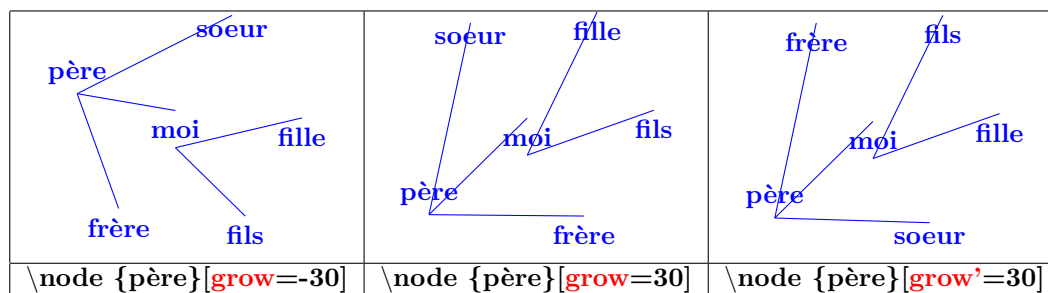 soeur
père
moi
fille
frère
fils
\node {père}[grow=-30]
soeur
fille
moi
fils
père
frère
\node {père}[grow=30]
frère
fils
moi
fille
père
soeur
\node {père}[grow’=30]